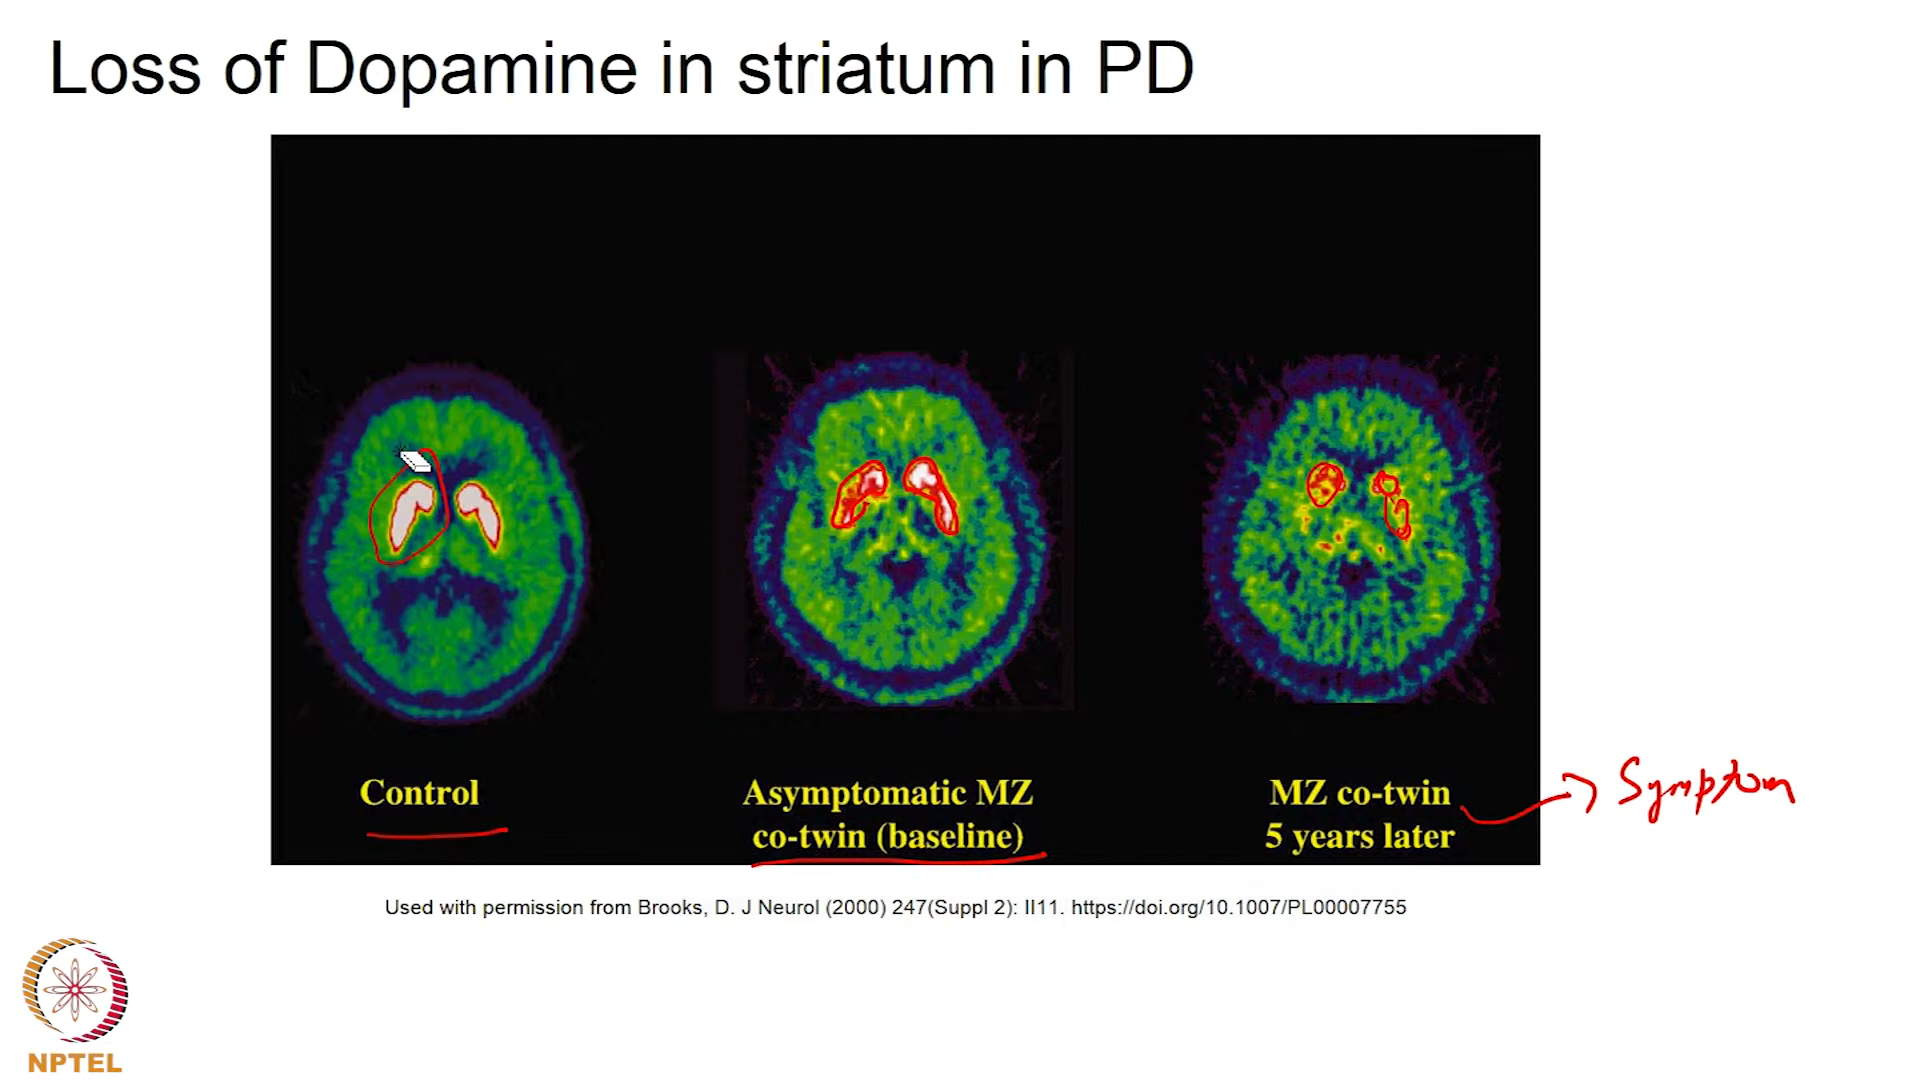 Loss of Dopamine in striatum in PD
Control
Asymptomatic MZ
co-twin (baseline)
MZ co-twin
5 years later
Symptom
Used with permission from Brooks, D. J Neurol (2000) 247(Suppl 2): II11. https://doi.org/10.1007/PL00007755
NPTEL